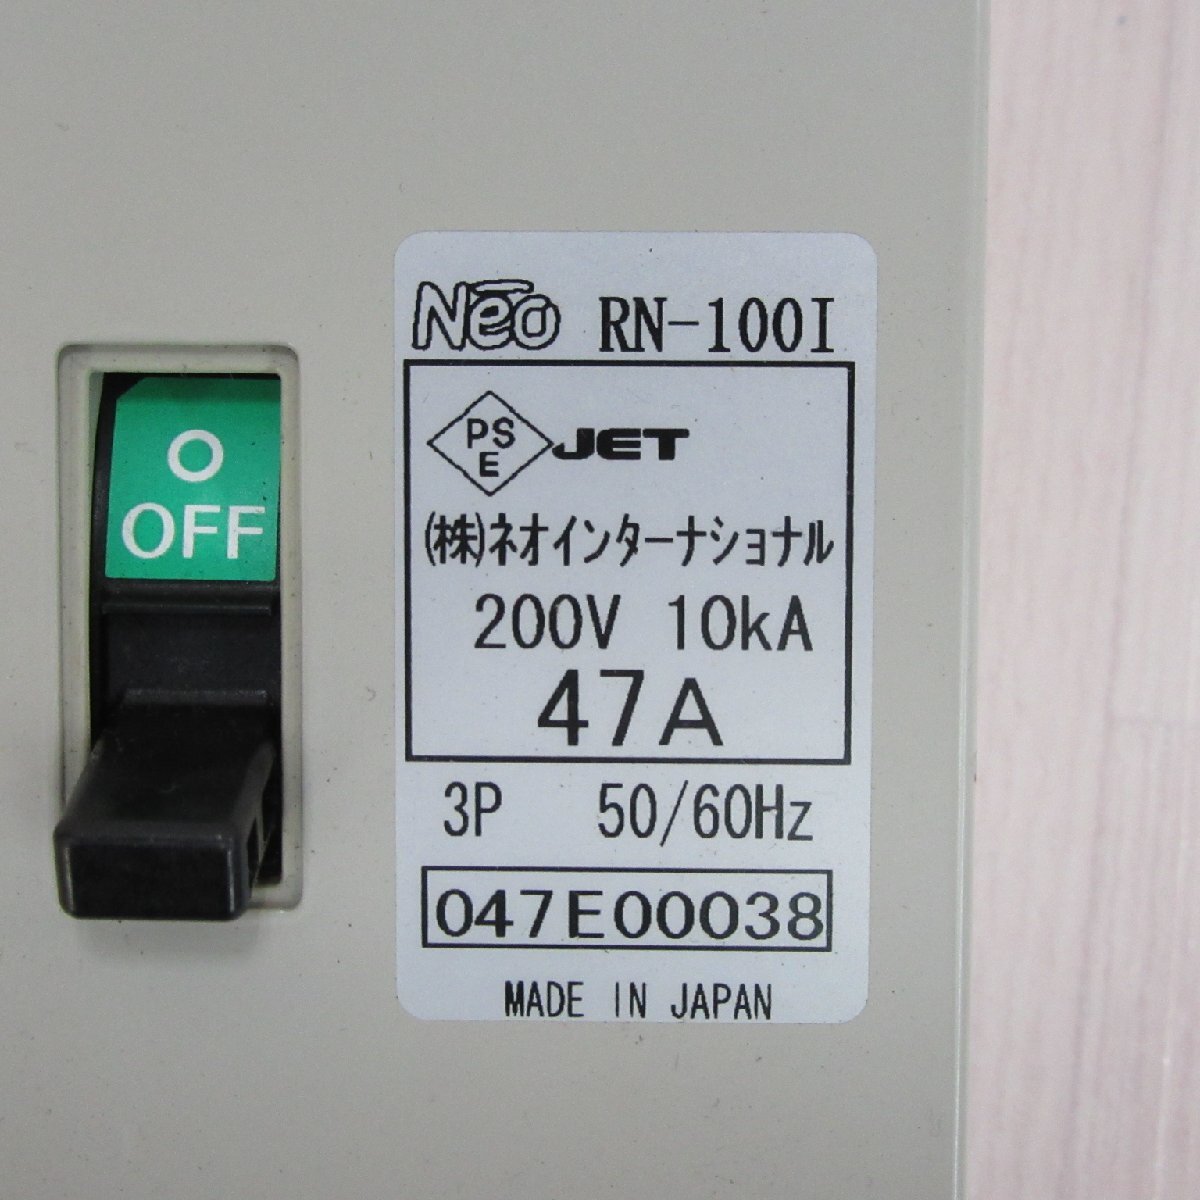 O
OFF
Neo RN-100I
PS
E
JET
(株)ネオインターナショナル
200V 10kA
47A
3P 50/60Hz
047E00038
MADE IN JAPAN